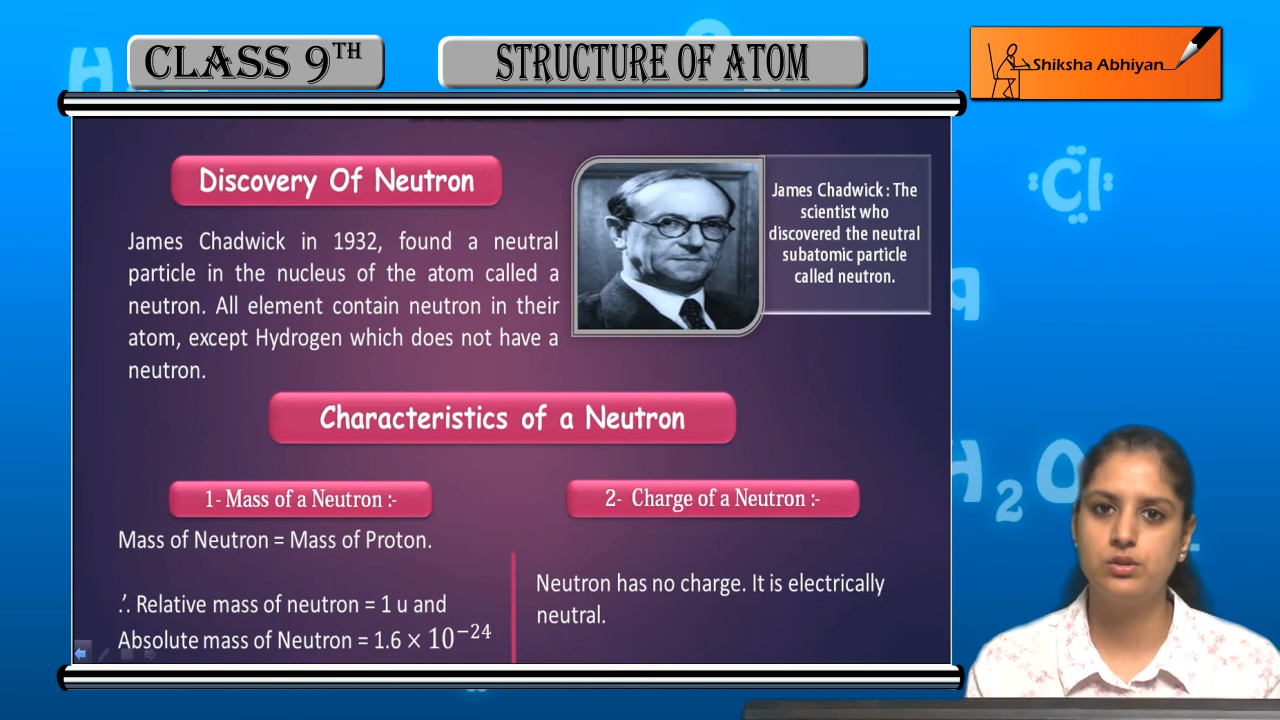 CLASS 9TH
STRUCTURE OF ATOM
Shiksha Abhiyan
Discovery Of Neutron
James Chadwick in 1932, found a neutral
particle in the nucleus of the atom called a
neutron. All element contain neutron in their
atom, except Hydrogen which does not have a
neutron.
James Chadwick : The
scientist who
discovered the neutral
subatomic particle
called neutron.
Characteristics of a Neutron
1- Mass of a Neutron :-
Mass of Neutron = Mass of Proton.
∴ Relative mass of neutron = 1 u and
Absolute mass of Neutron = 1.6 × 10⁻²⁴
2- Charge of a Neutron :-
Neutron has no charge. It is electrically
neutral.
Cl
H₂O